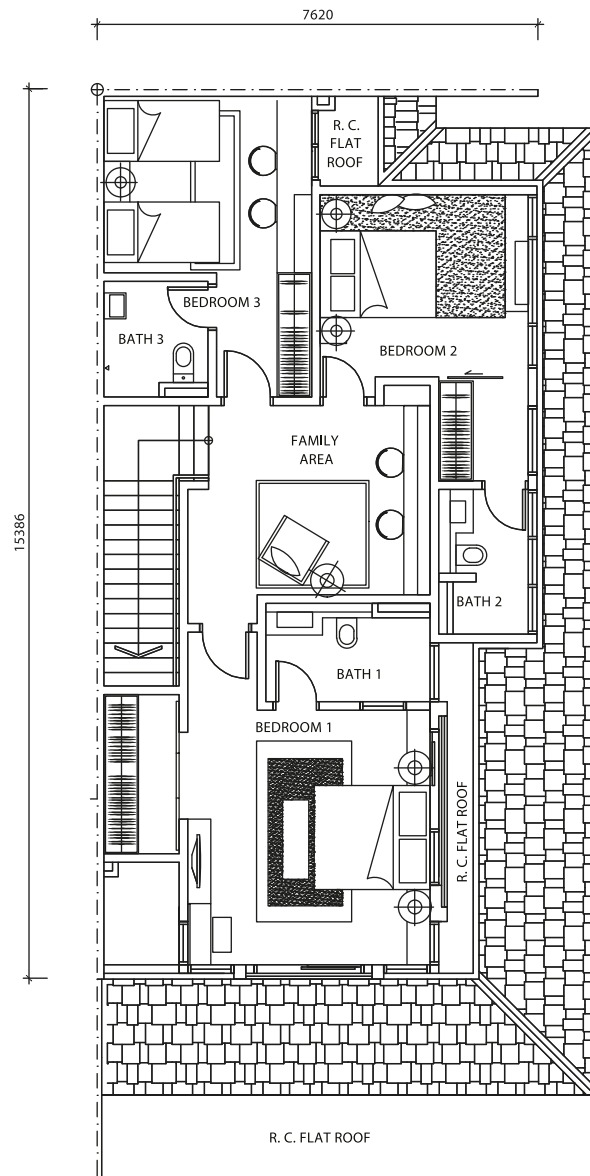 7620
R. C.
FLAT
ROOF
BEDROOM 3
BATH 3
BEDROOM 2
FAMILY
AREA
15386
BATH 2
BATH 1
BEDROOM 1
R. C. FLAT ROOF
R. C. FLAT ROOF